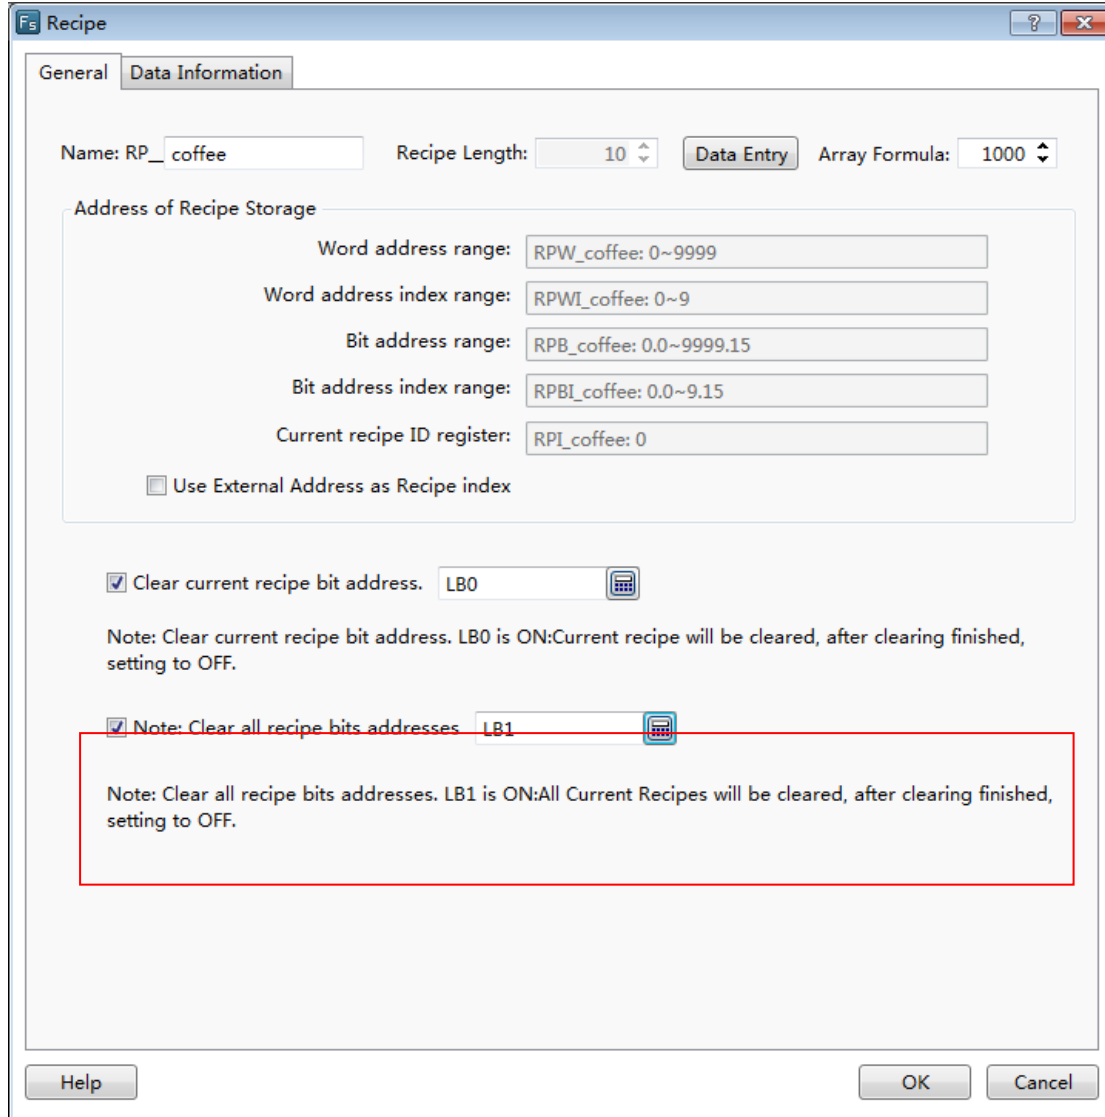 Fs Recipe
General Data Information
Name: RP__ coffee Recipe Length: 10 Data Entry Array Formula: 1000
Address of Recipe Storage
Word address range: RPW_coffee: 0~9999
Word address index range: RPWI_coffee: 0~9
Bit address range: RPB_coffee: 0.0~9999.15
Bit address index range: RPBI_coffee: 0.0~9.15
Current recipe ID register: RPI_coffee: 0
Use External Address as Recipe index
Clear current recipe bit address. LB0
Note: Clear current recipe bit address. LB0 is ON:Current recipe will be cleared, after clearing finished,
setting to OFF.
Note: Clear all recipe bits addresses LB1
Note: Clear all recipe bits addresses. LB1 is ON:All Current Recipes will be cleared, after clearing finished,
setting to OFF.
Help OK Cancel